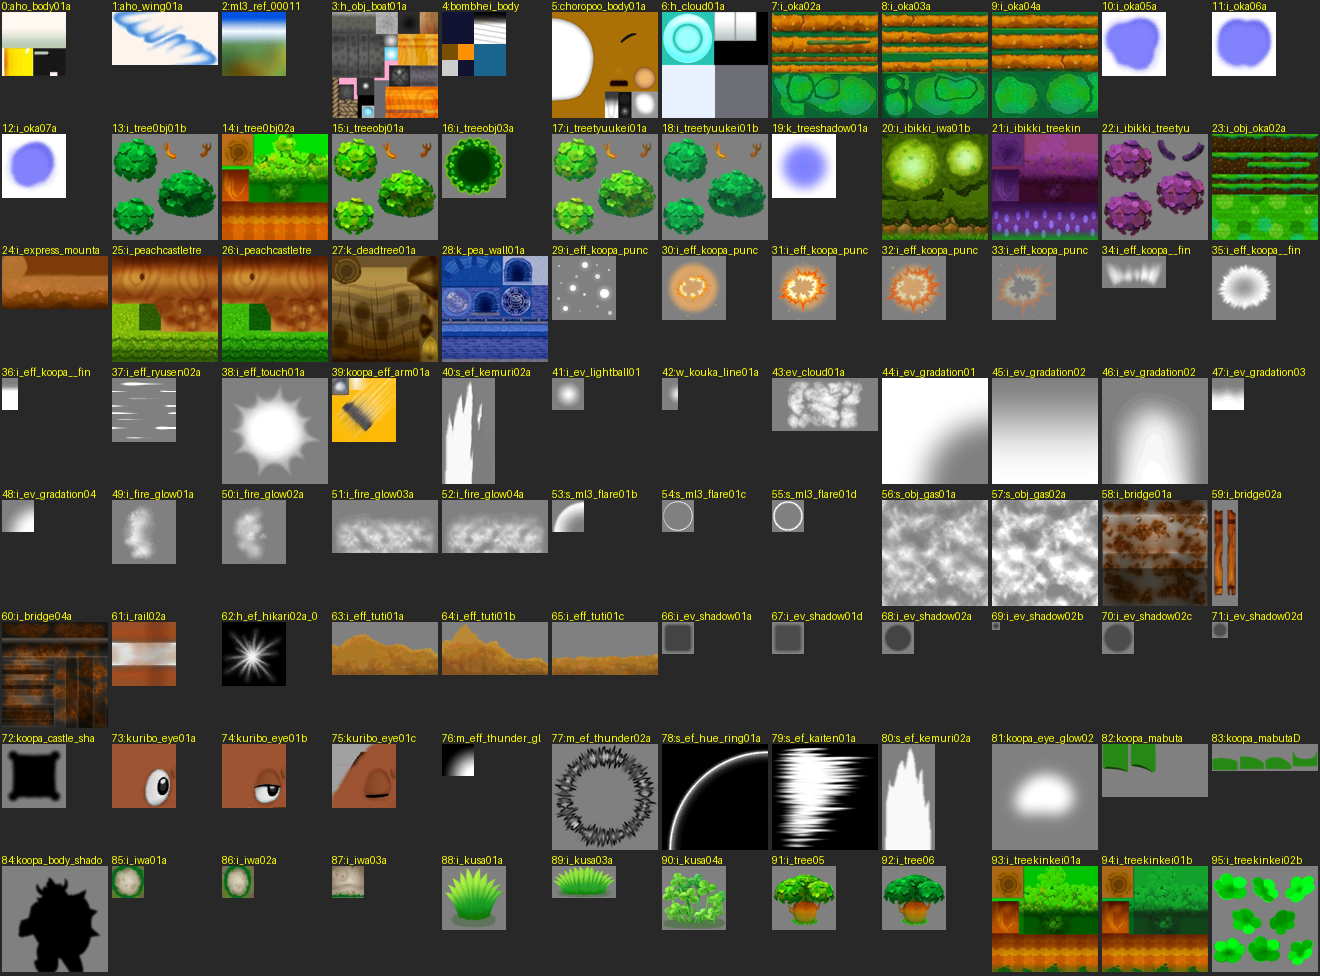 0:aho_body01a 1:aho_wing01a 2:ml3_ref_00011 3:h_obj_boat01a 4:bombhei_body 5:choropoo_body01a 6:h_cloud01a 7:i_oka02a 8:i_oka03a 9:i_oka04a 10:i_oka05a 11:i_oka06a
12:i_oka07a 13:i_tree0bj01b 14:i_tree0bj02a 15:i_treeobj01a 16:i_treeobj03a 17:i_treetyuukei01a 18:i_treetyuukei01b 19:k_treeshadow01a 20:i_ibikki_iwa01b 21:i_ibikki_treekin 22:i_ibikki_treetyu 23:i_obj_oka02a
24:i_express_mounta 25:i_peachcastletre 26:i_peachcastletre 27:k_deadtree01a 28:k_pea_wall01a 29:i_eff_koopa_punc 30:i_eff_koopa_punc 31:i_eff_koopa_punc 32:i_eff_koopa_punc 33:i_eff_koopa_punc 34:i_eff_koopa__fin 35:i_eff_koopa__fin
36:i_eff_koopa__fin 37:i_eff_ryusen02a 38:i_eff_touch01a 39:koopa_eff_arm01a 40:s_ef_kemuri02a 41:i_ev_lightball01 42:w_kouka_line01a 43:ev_cloud01a 44:i_ev_gradation01 45:i_ev_gradation02 46:i_ev_gradation02 47:i_ev_gradation03
48:i_ev_gradation04 49:i_fire_glow01a 50:i_fire_glow02a 51:i_fire_glow03a 52:i_fire_glow04a 53:s_ml3_flare01b 54:s_ml3_flare01c 55:s_ml3_flare01d 56:s_obj_gas01a 57:s_obj_gas02a 58:i_bridge01a 59:i_bridge02a
60:i_bridge04a 61:i_rail02a 62:h_ef_hikari02a_0 63:i_eff_tuti01a 64:i_eff_tuti01b 65:i_eff_tuti01c 66:i_ev_shadow01a 67:i_ev_shadow01d 68:i_ev_shadow02a 69:i_ev_shadow02b 70:i_ev_shadow02c 71:i_ev_shadow02d
72:koopa_castle_sha 73:kuribo_eye01a 74:kuribo_eye01b 75:kuribo_eye01c 76:m_eff_thunder_gl 77:m_ef_thunder02a 78:s_ef_hue_ring01a 79:s_ef_kaiten01a 80:s_ef_kemuri02a 81:koopa_eye_glow02 82:koopa_mabuta 83:koopa_mabutaD
84:koopa_body_shado 85:i_iwa01a 86:i_iwa02a 87:i_iwa03a 88:i_kusa01a 89:i_kusa03a 90:i_kusa04a 91:i_tree05 92:i_tree06 93:i_treekinkei01a 94:i_treekinkei01b 95:i_treekinkei02b